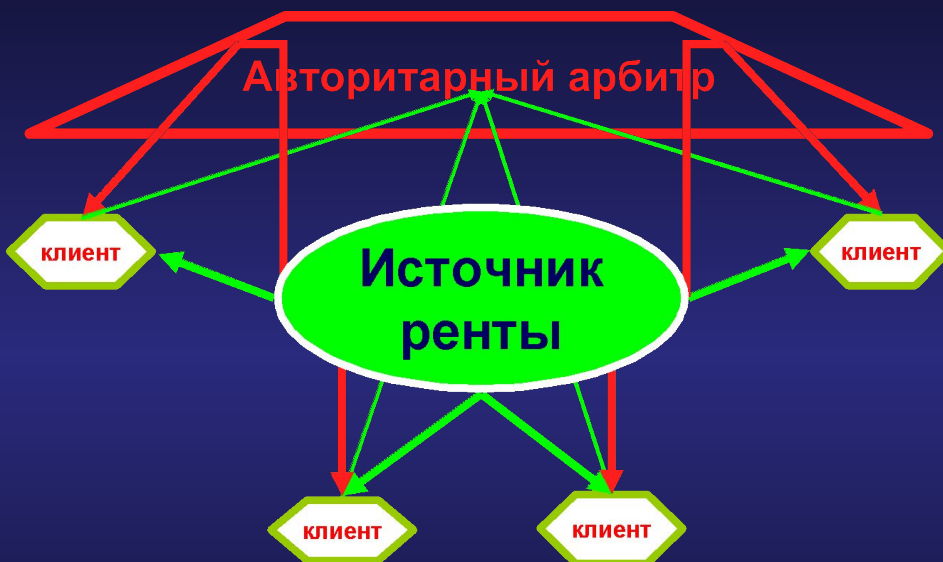 Авторитарный арбитр
клиент
клиент
Источник
ренты
клиент
клиент